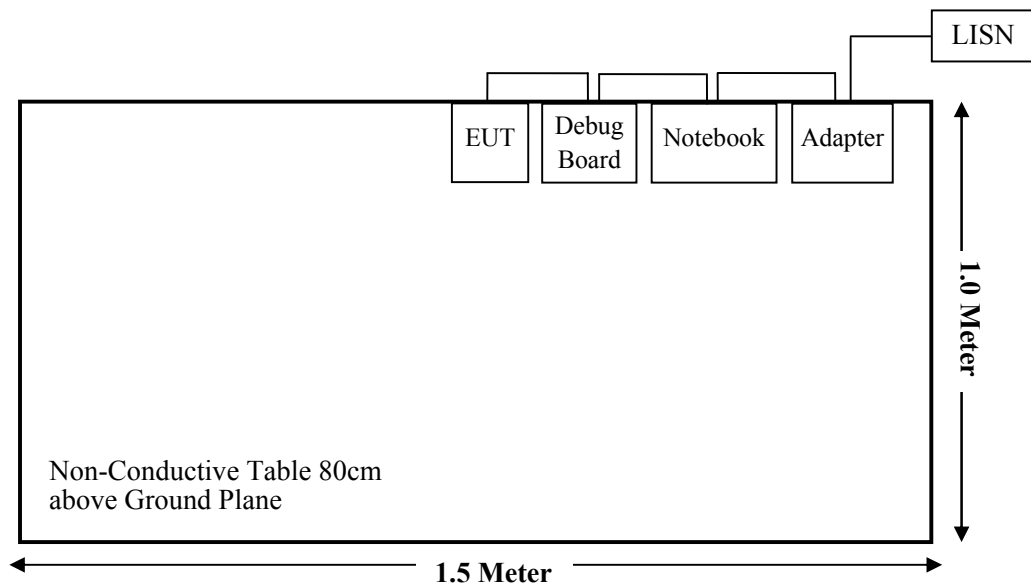 LISN
EUT
Debug
Board
Notebook
Adapter
1.0 Meter
Non-Conductive Table 80cm
above Ground Plane
1.5 Meter